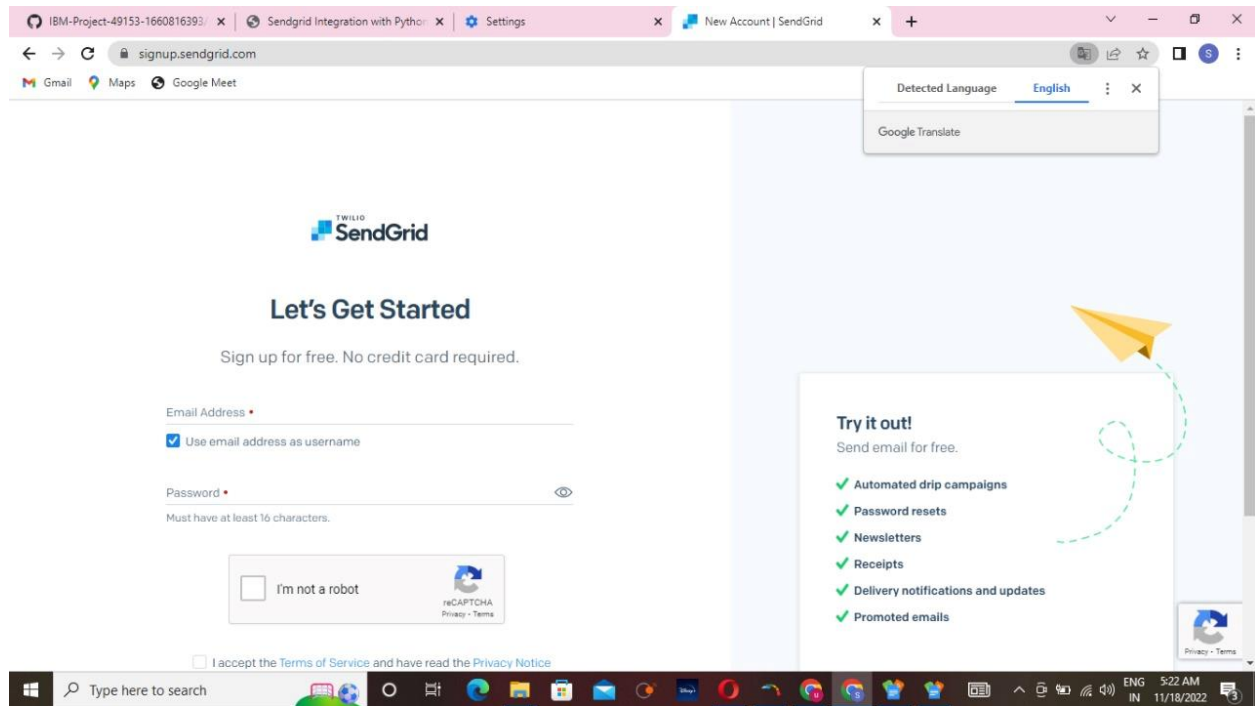 IBM-Project-49153-1660816393/
Sendgrid Integration with Python
Settings
New Account | SendGrid
signup.sendgrid.com
S
Gmail
Maps
Google Meet
Detected Language
English
Google Translate
TWILIO
SendGrid
Let's Get Started
Sign up for free. No credit card required.
Email Address •
Use email address as username
Password •
Must have at least 16 characters.
I'm not a robot
reCAPTCHA
Privacy - Terms
I accept the Terms of Service and have read the Privacy Notice
Try it out!
Send email for free.
Automated drip campaigns
Password resets
Newsletters
Receipts
Delivery notifications and updates
Promoted emails
Privacy - Terms
Type here to search
ENG
IN
5:22 AM
11/18/2022
3